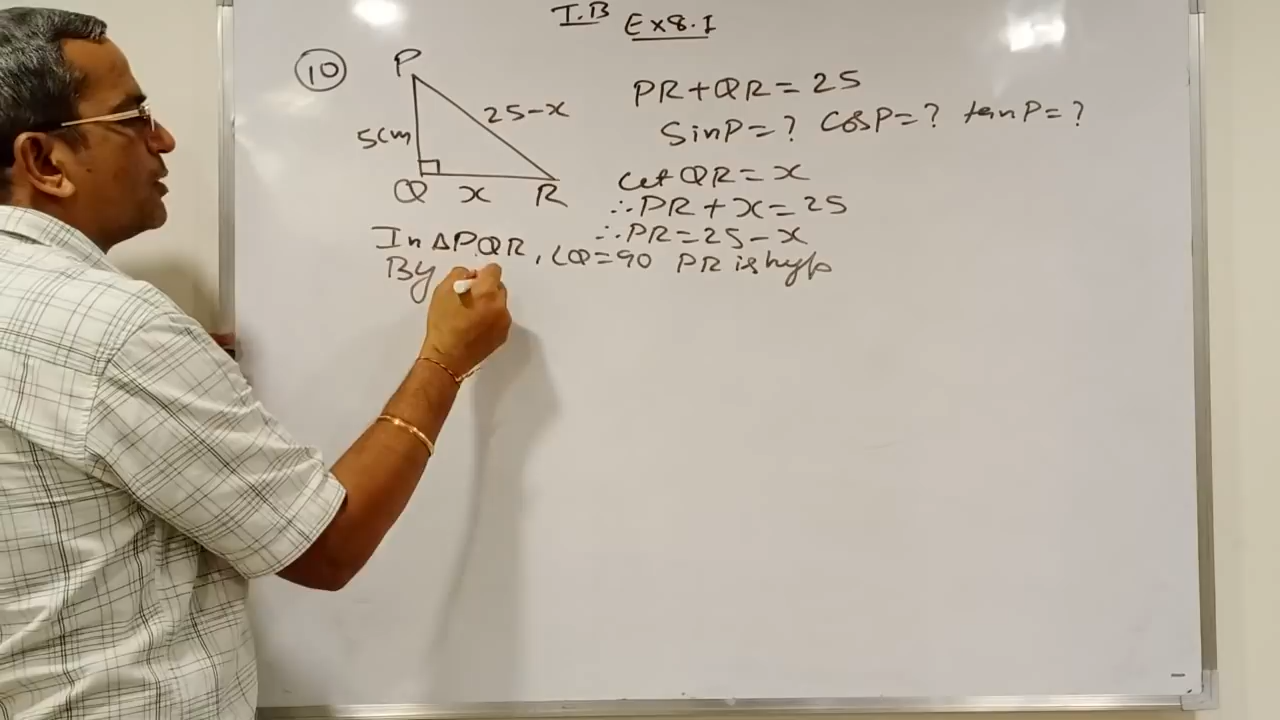 T.B Ex8.1
(10)
P
25-x
5cm
Q x R
PR+QR=25
SinP=? CosP=? tanP=?
Let QR=x
∴PR+x=25
∴PR=25-x
In ΔPQR, ∠Q=90 PR is hyp
By